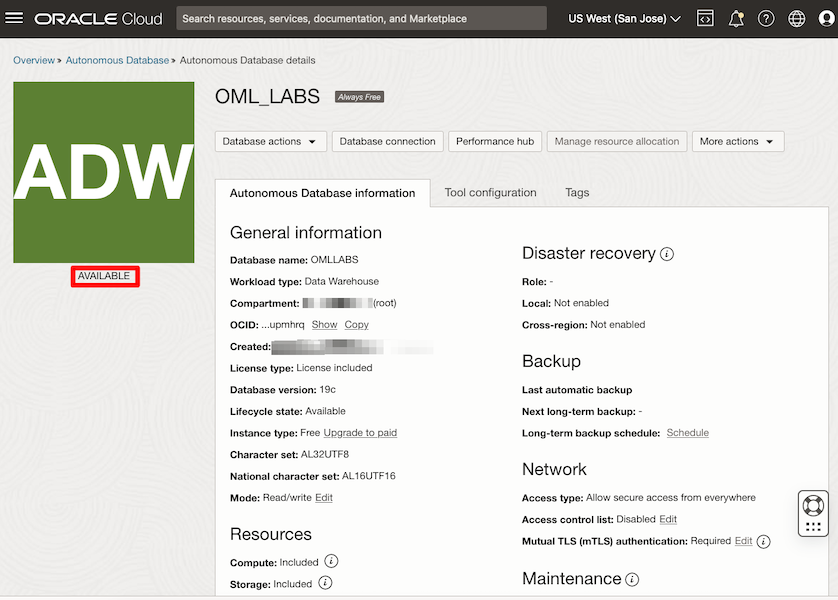 ORACLE Cloud
Search resources, services, documentation, and Marketplace
US West (San Jose)
Overview » Autonomous Database » Autonomous Database details
ADW
AVAILABLE
OML_LABS
Always Free
Database actions
Database connection
Performance hub
Manage resource allocation
More actions
Autonomous Database information
Tool configuration
Tags
General information
Database name: OMLLABS
Workload type: Data Warehouse
Compartment: (root)
OCID: ...upmhrq Show Copy
Created:
License type: License included
Database version: 19c
Lifecycle state: Available
Instance type: Free Upgrade to paid
Character set: AL32UTF8
National character set: AL16UTF16
Mode: Read/write Edit
Resources
Compute: Included
Storage: Included
Disaster recovery
Role: -
Local: Not enabled
Cross-region: Not enabled
Backup
Last automatic backup
Next long-term backup: -
Long-term backup schedule: Schedule
Network
Access type: Allow secure access from everywhere
Access control list: Disabled Edit
Mutual TLS (mTLS) authentication: Required Edit
Maintenance